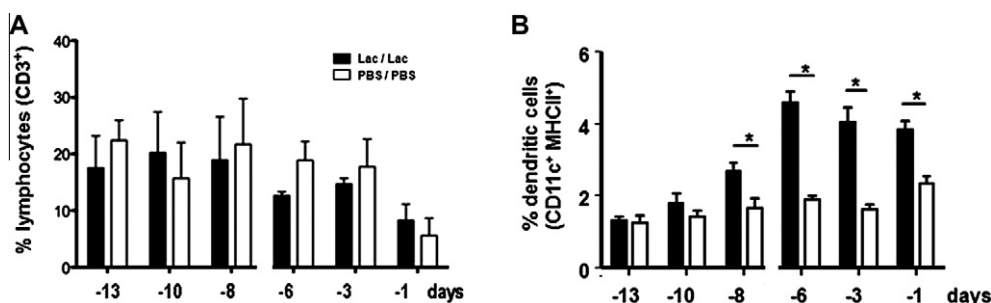 A
% lymphocytes (CD3+)
40
30
20
10
0
Lac / Lac
PBS / PBS
-13 -10 -8 -6 -3 -1 days
B
% dendritic cells
(CD11c+ MHCII+)
6
4
2
0
* * * *
-13 -10 -8 -6 -3 -1 days